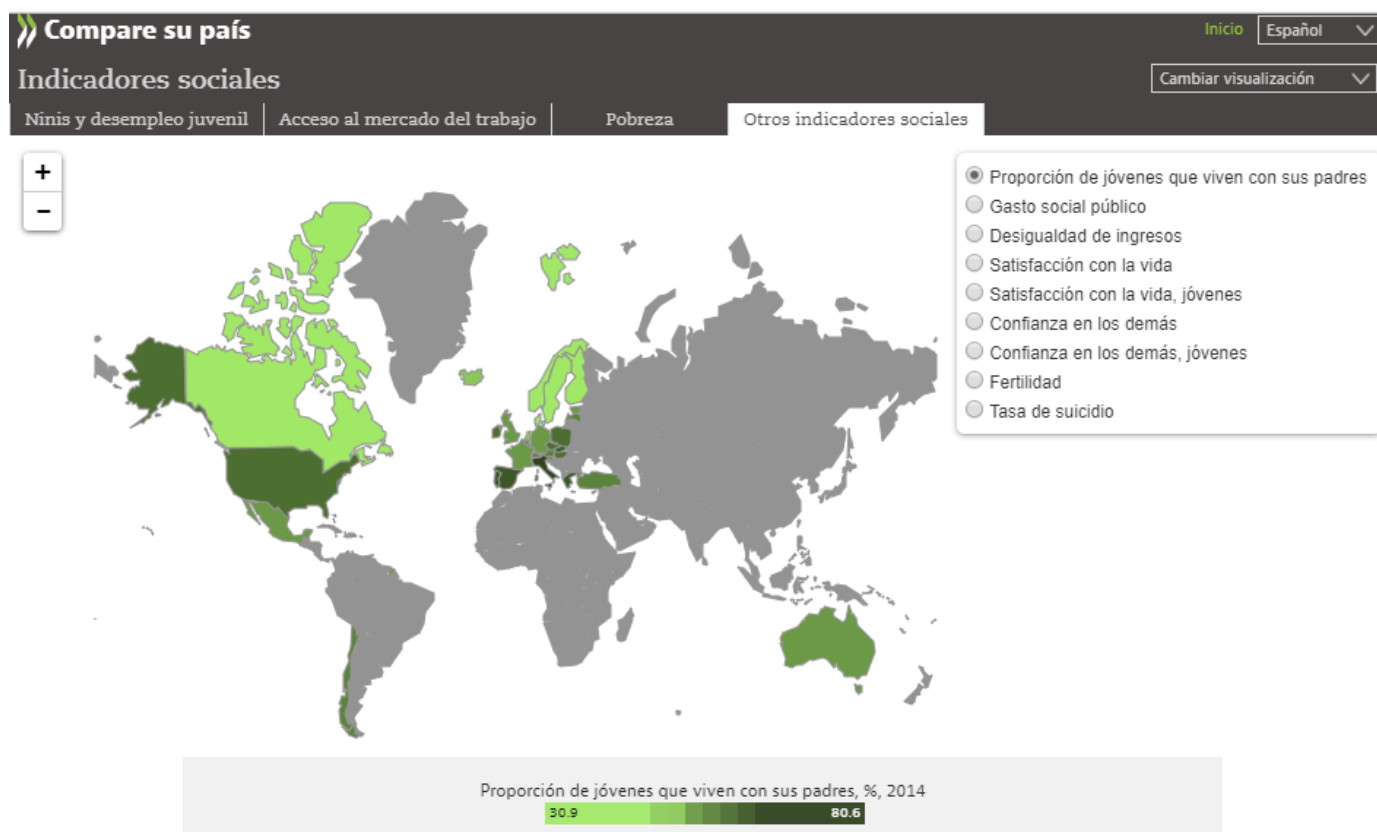 Compare su país
Inicio
Español
Indicadores sociales
Cambiar visualización
Ninis y desempleo juvenil
Acceso al mercado del trabajo
Pobreza
Otros indicadores sociales
+
−
Proporción de jóvenes que viven con sus padres
Gasto social público
Desigualdad de ingresos
Satisfacción con la vida
Satisfacción con la vida, jóvenes
Confianza en los demás
Confianza en los demás, jóvenes
Fertilidad
Tasa de suicidio
Proporción de jóvenes que viven con sus padres, %, 2014
30.9
80.6